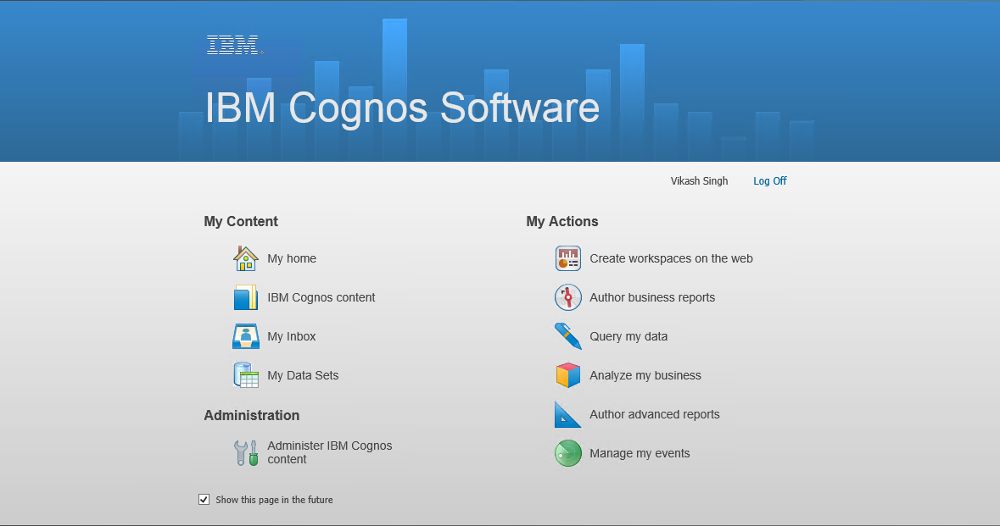 IBM
IBM Cognos Software
Vikash Singh Log Off
My Content
My home
IBM Cognos content
My Inbox
My Data Sets
Administration
Administer IBM Cognos
content
Show this page in the future
My Actions
Create workspaces on the web
Author business reports
Query my data
Analyze my business
Author advanced reports
Manage my events